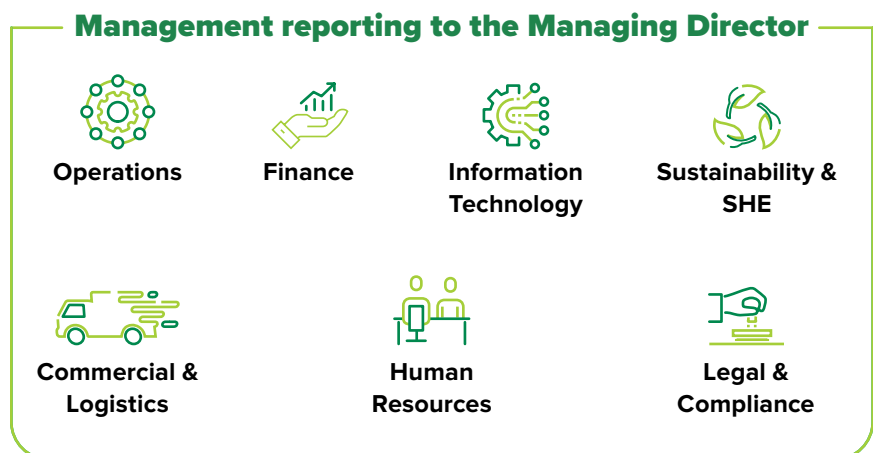 Management reporting to the Managing Director
Operations
Finance
Information
Technology
Sustainability &
SHE
Commercial &
Logistics
Human
Resources
Legal &
Compliance